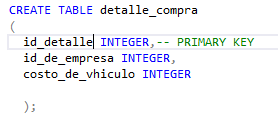 CREATE TABLE detalle_compra
(
id_detalle INTEGER,-- PRIMARY KEY
id_de_empresa INTEGER,
costo_de_vhiculo INTEGER
);